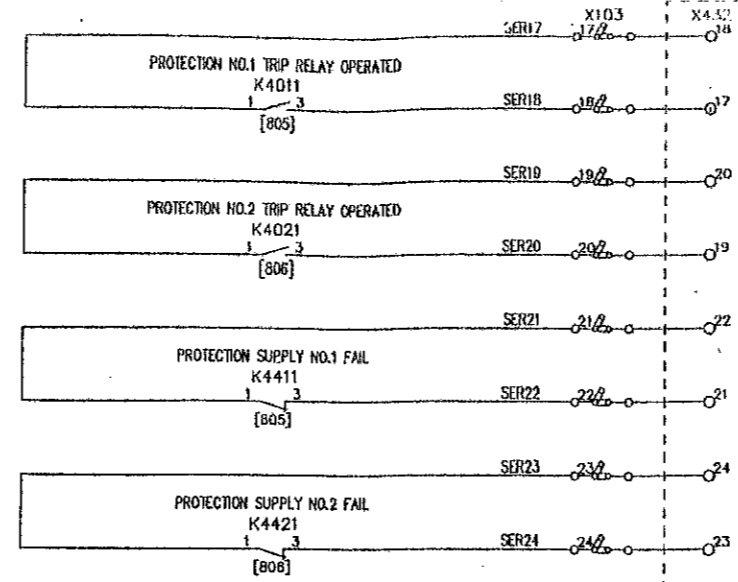 X103 X432
SER17 17 18
PROTECTION NO.1 TRIP RELAY OPERATED
K4011
1 3 SER18 18 17
[805]
SER19 19 20
PROTECTION NO.2 TRIP RELAY OPERATED
K4021
1 3 SER20 20 19
[806]
SER21 21 22
PROTECTION SUPPLY NO.1 FAIL
K4411
1 3 SER22 22 21
[805]
SER23 23 24
PROTECTION SUPPLY NO.2 FAIL
K4421
1 3 SER24 24 23
[806]